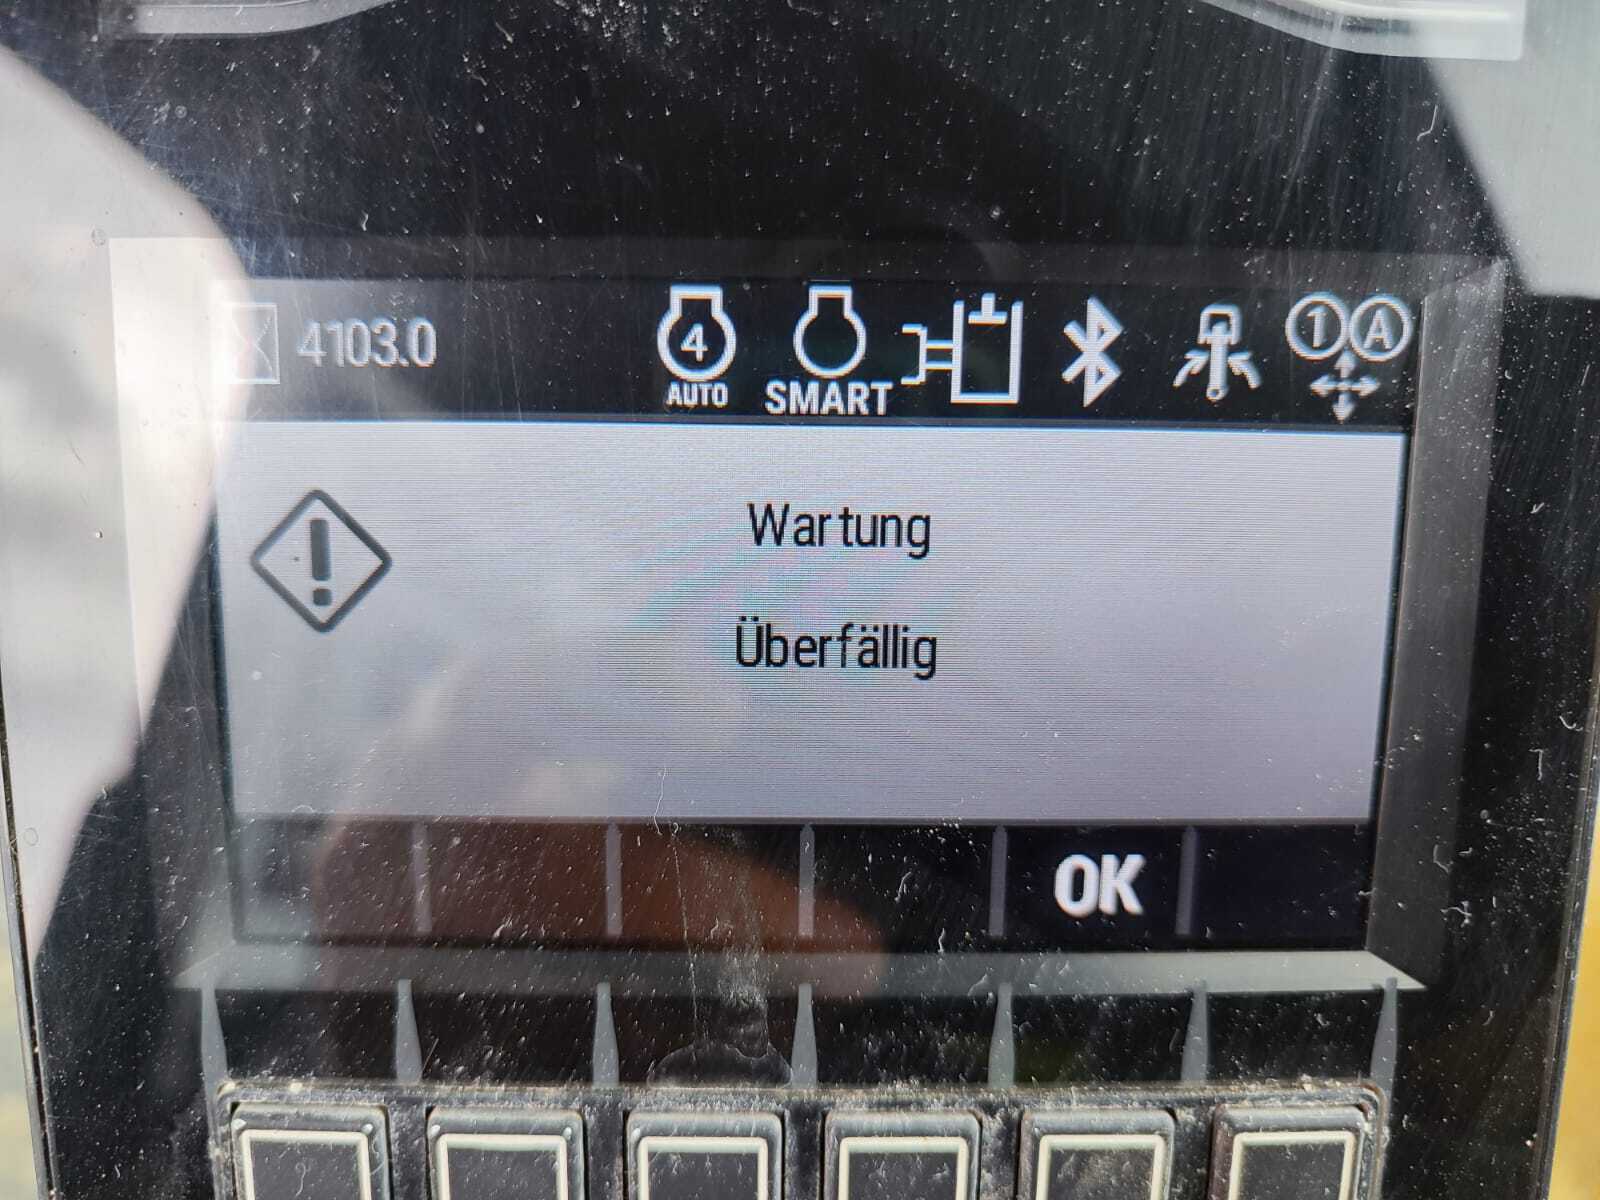 4103.0
4
AUTO
SMART
1 A
Wartung
Überfällig
OK